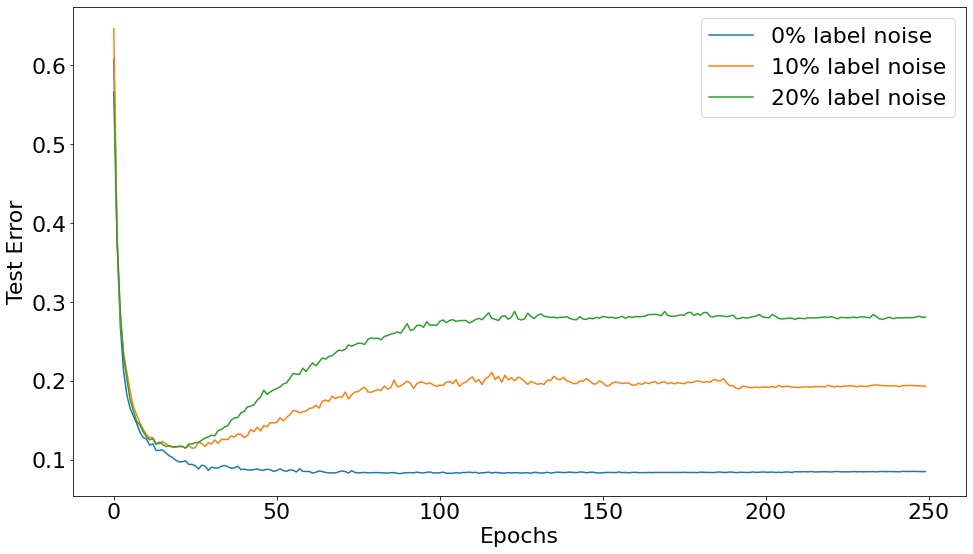 0% label noise
10% label noise
20% label noise
0.6
0.5
0.4
0.3
0.2
0.1
Test Error
0 50 100 150 200 250
Epochs